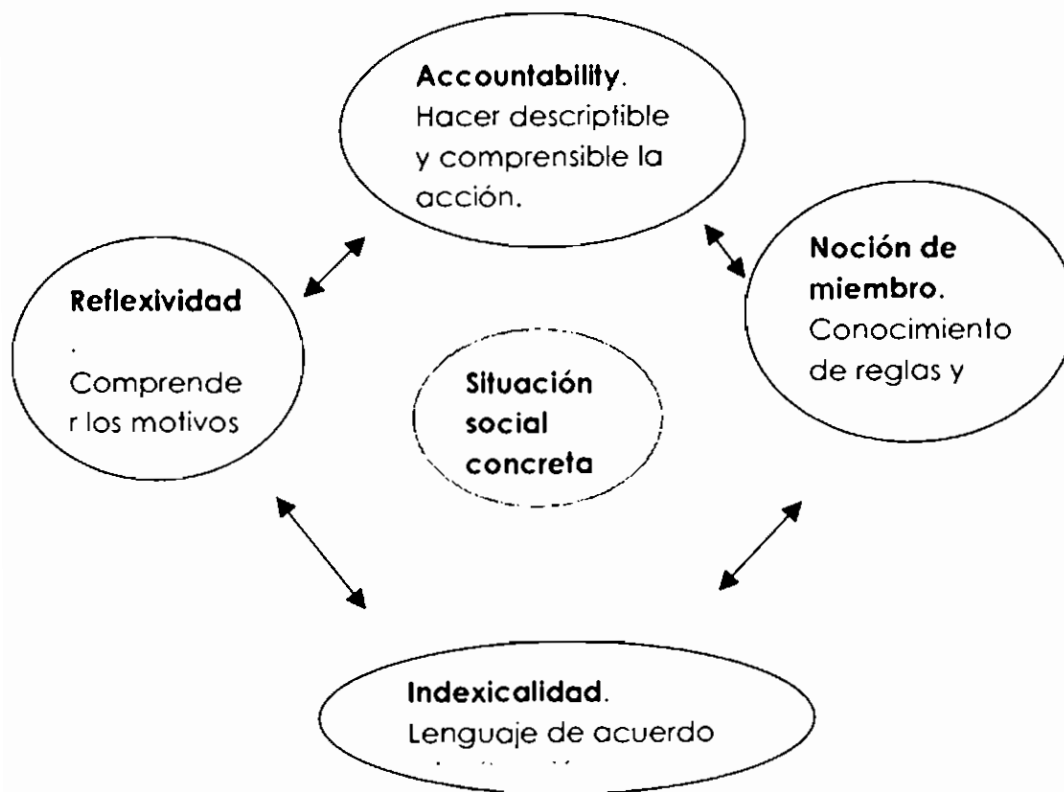 Accountability.
Hacer descriptible
y comprensible la
acción.
Noción de
miembro.
Conocimiento
de reglas y
Reflexividad
.
Comprende
r los motivos
Situación
social
concreta
Indexicalidad.
Lenguaje de acuerdo